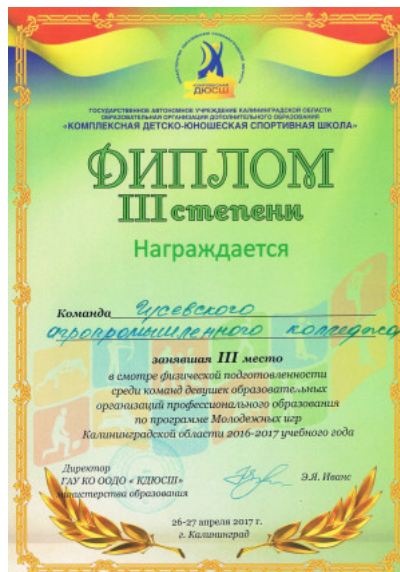 ДЮСШ
ГОСУДАРСТВЕННОЕ АВТОНОМНОЕ УЧРЕЖДЕНИЕ КАЛИНИНГРАДСКОЙ ОБЛАСТИ
ОБРАЗОВАТЕЛЬНАЯ ОРГАНИЗАЦИЯ ДОПОЛНИТЕЛЬНОГО ОБРАЗОВАНИЯ
«КОМПЛЕКСНАЯ ДЕТСКО-ЮНОШЕСКАЯ СПОРТИВНАЯ ШКОЛА»
ДИПЛОМ
III степени
Награждается
Команда Гусевского
агропромышленного колледжа
занявшая III место
в смотре физической подготовленности
среди команд девушек образовательных
организаций профессионального образования
по программе Молодежных игр
Калининградской области 2016-2017 учебного года
Директор
ГАУ КО ООДО « КДЮСШ»
министерства образования
Э.Я. Иванс
26-27 апреля 2017 г.
г. Калининград